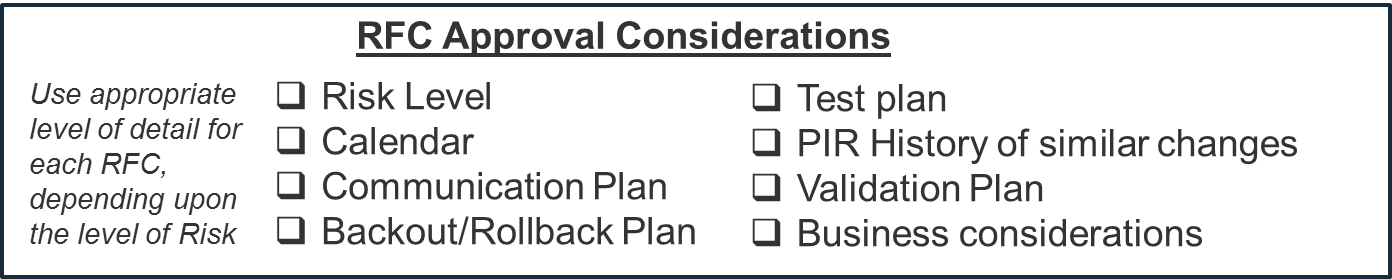 RFC Approval Considerations
Use appropriate
level of detail for
each RFC,
depending upon
the level of Risk
❑ Risk Level
❑ Calendar
❑ Communication Plan
❑ Backout/Rollback Plan
❑ Test plan
❑ PIR History of similar changes
❑ Validation Plan
❑ Business considerations